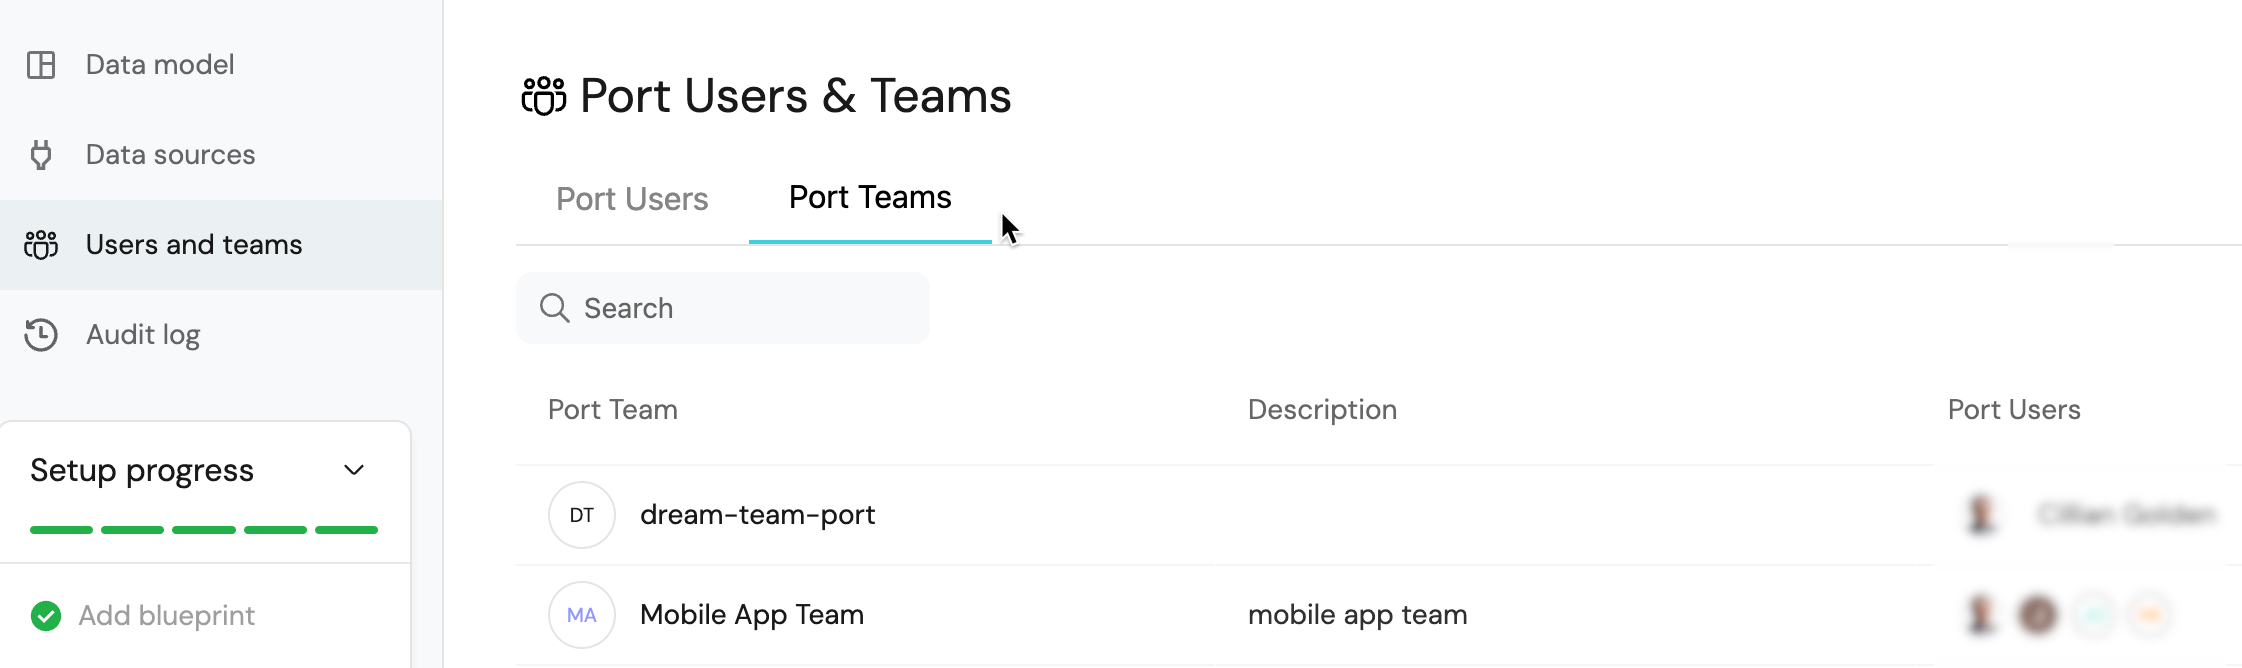 Data model
Data sources
Users and teams
Audit log
Setup progress
Add blueprint
Port Users & Teams
Port Users
Port Teams
Search
Port Team
Description
Port Users
DT
dream-team-port
MA
Mobile App Team
mobile app team